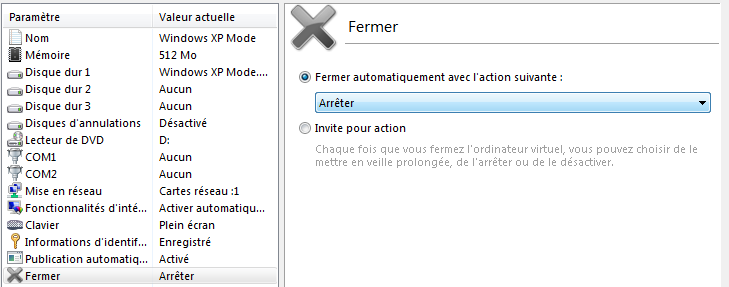 Paramètre Valeur actuelle
Nom Windows XP Mode
Mémoire 512 Mo
Disque dur 1 Windows XP Mode....
Disque dur 2 Aucun
Disque dur 3 Aucun
Disques d'annulations Désactivé
Lecteur de DVD D:
COM1 Aucun
COM2 Aucun
Mise en réseau Cartes réseau :1
Fonctionnalités d'inté... Activer automatiqu...
Clavier Plein écran
Informations d'identif... Enregistré
Publication automatiq... Activé
Fermer Arrêter
Fermer
Fermer automatiquement avec l'action suivante :
Arrêter
Invite pour action
Chaque fois que vous fermez l'ordinateur virtuel, vous pouvez choisir de le
mettre en veille prolongée, de l'arrêter ou de le désactiver.